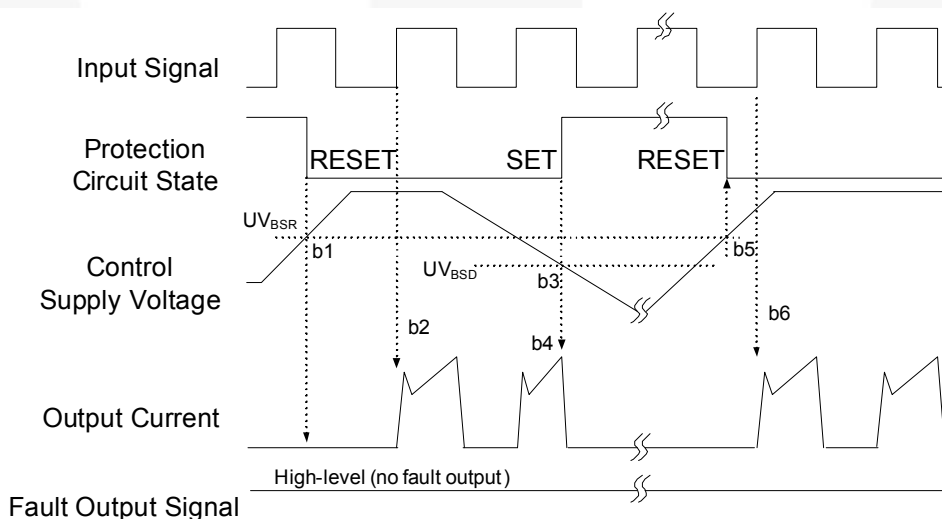 Input Signal
Protection
Circuit State
RESET
SET
RESET
UVBSR
b1
b5
Control
Supply Voltage
UVBSD
b3
b2
b4
b6
Output Current
High-level (no fault output)
Fault Output Signal